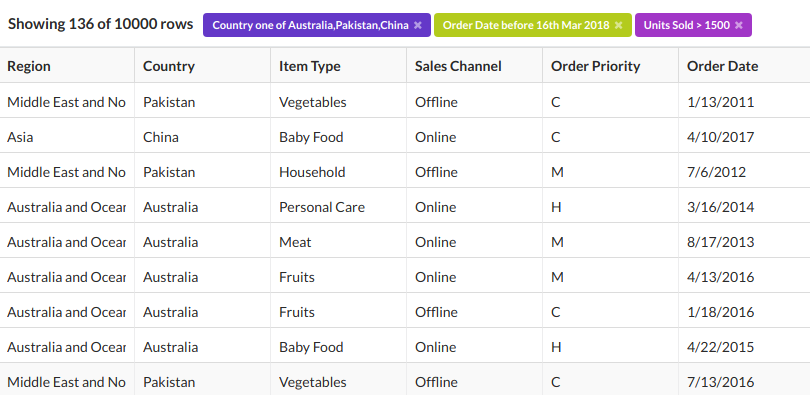 Showing 136 of 10000 rows Country one of Australia,Pakistan,China × Order Date before 16th Mar 2018 × Units Sold > 1500 ×
Region Country Item Type Sales Channel Order Priority Order Date
Middle East and No Pakistan Vegetables Offline C 1/13/2011
Asia China Baby Food Online C 4/10/2017
Middle East and No Pakistan Household Offline M 7/6/2012
Australia and Ocear Australia Personal Care Online H 3/16/2014
Australia and Ocear Australia Meat Online M 8/17/2013
Australia and Ocear Australia Fruits Online M 4/13/2016
Australia and Ocear Australia Fruits Offline C 1/18/2016
Australia and Ocear Australia Baby Food Online H 4/22/2015
Middle East and No Pakistan Vegetables Offline C 7/13/2016